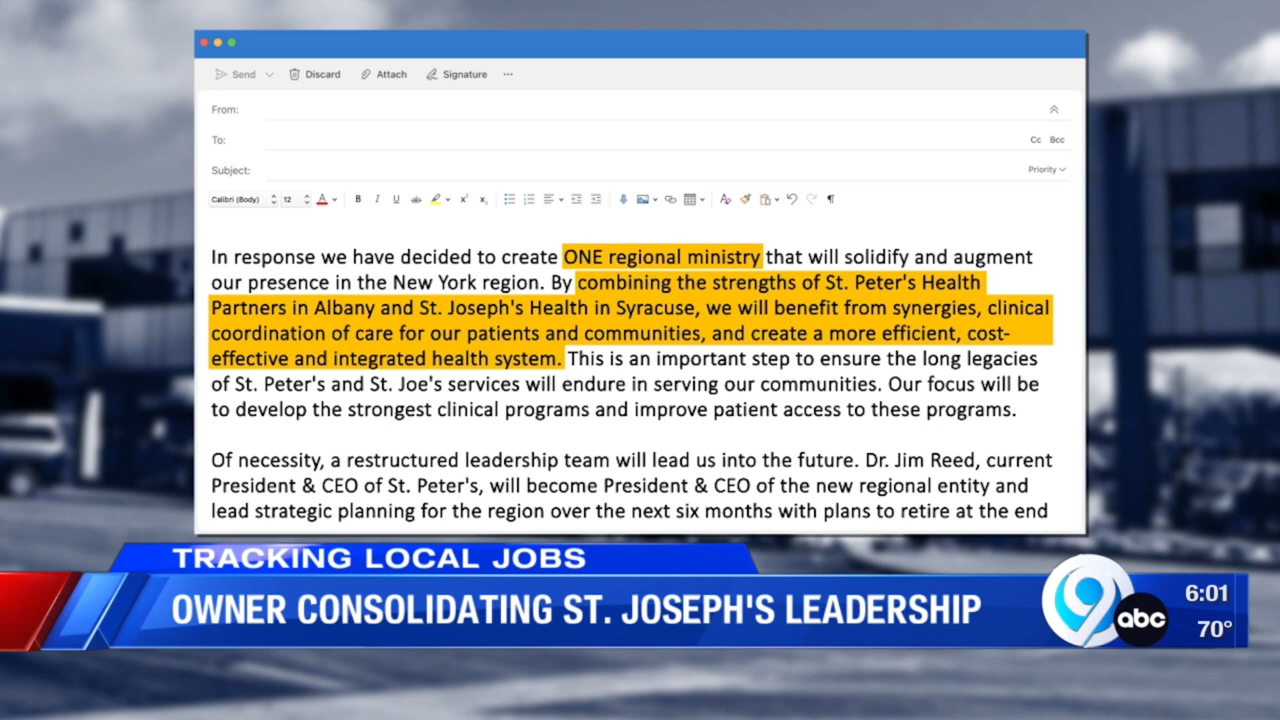 Send
Discard
Attach
Signature
From:
To:
Cc Bcc
Subject:
Priority
Calibri (Body) 12 A B I U ab x² x₂ A ¶
In response we have decided to create ONE regional ministry that will solidify and augment
our presence in the New York region. By combining the strengths of St. Peter's Health
Partners in Albany and St. Joseph's Health in Syracuse, we will benefit from synergies, clinical
coordination of care for our patients and communities, and create a more efficient, cost-
effective and integrated health system. This is an important step to ensure the long legacies
of St. Peter's and St. Joe's services will endure in serving our communities. Our focus will be
to develop the strongest clinical programs and improve patient access to these programs.
Of necessity, a restructured leadership team will lead us into the future. Dr. Jim Reed, current
President & CEO of St. Peter's, will become President & CEO of the new regional entity and
lead strategic planning for the region over the next six months with plans to retire at the end
TRACKING LOCAL JOBS
OWNER CONSOLIDATING ST. JOSEPH'S LEADERSHIP
9 abc
6:01
70°